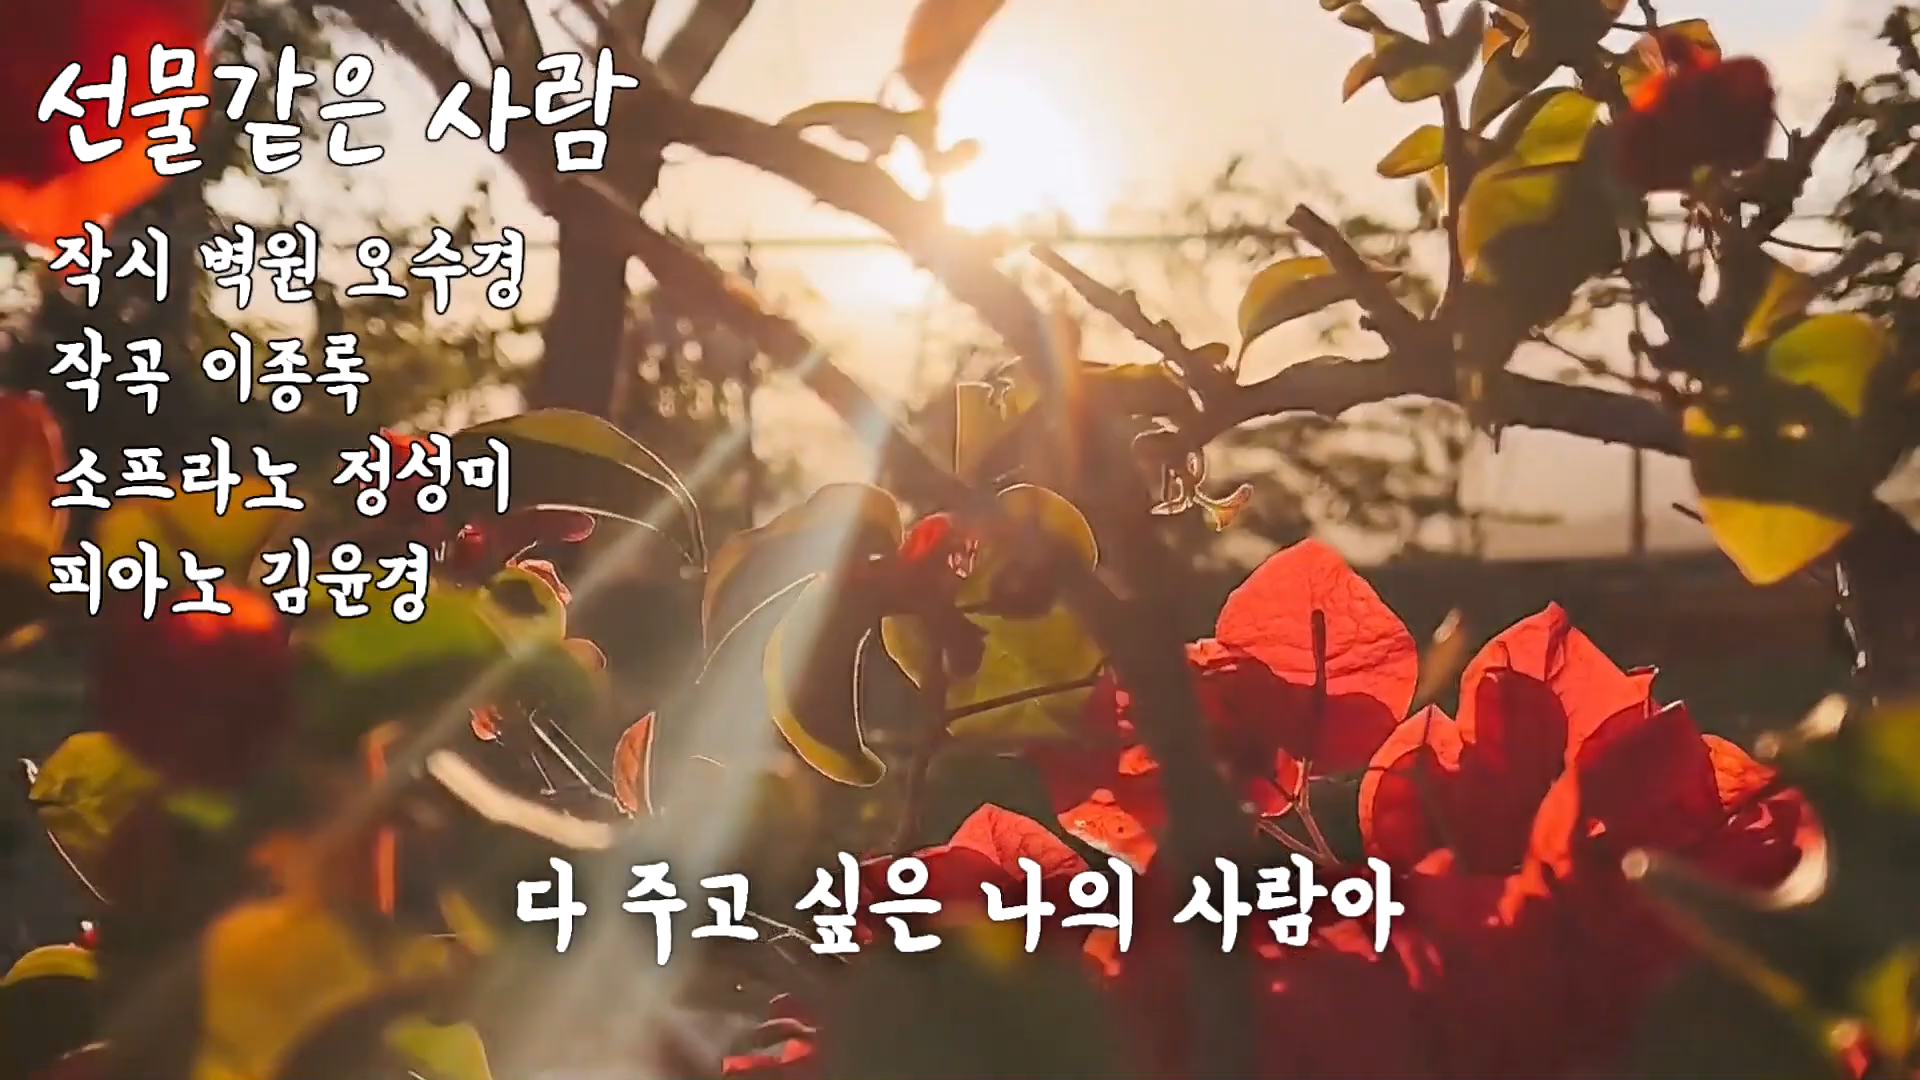 선물같은 사람
작시 벽원 오수경
작곡 이종록
소프라노 정성미
피아노 김윤경
다 주고 싶은 나의 사람아